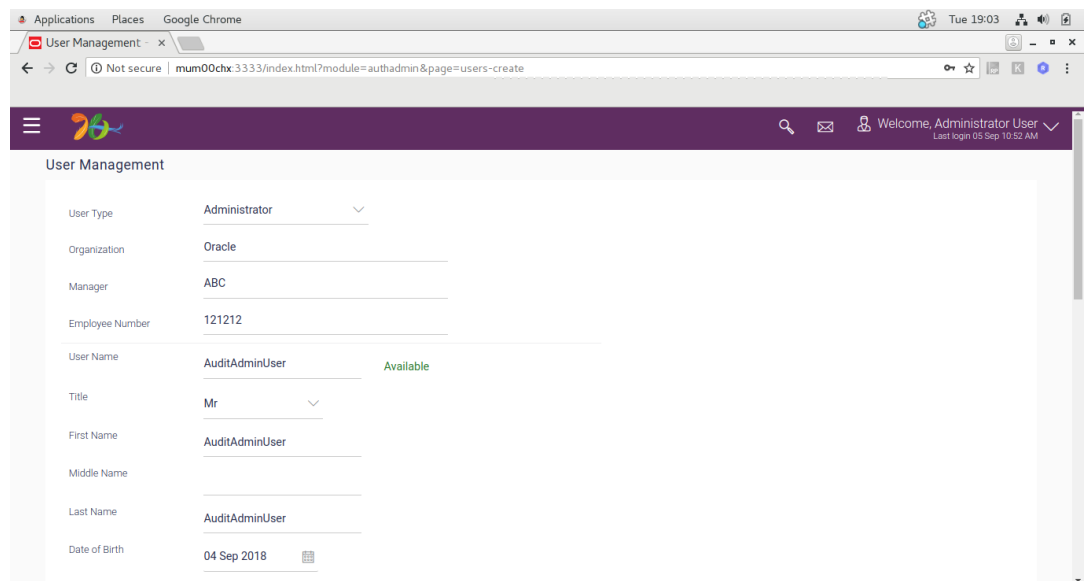 Applications Places Google Chrome Tue 19:03
User Management -
Not secure | mum00chx:3333/index.html?module=authadmin&page=users-create
Welcome, Administrator User
Last login 05 Sep 10:52 AM
User Management
User Type Administrator
Organization Oracle
Manager ABC
Employee Number 121212
User Name AuditAdminUser Available
Title Mr
First Name AuditAdminUser
Middle Name
Last Name AuditAdminUser
Date of Birth 04 Sep 2018